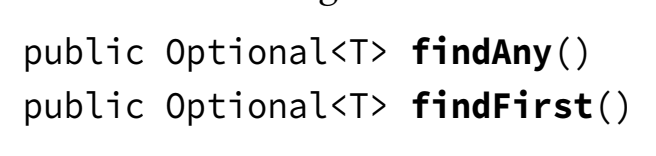 public Optional<T> findAny()
public Optional<T> findFirst()